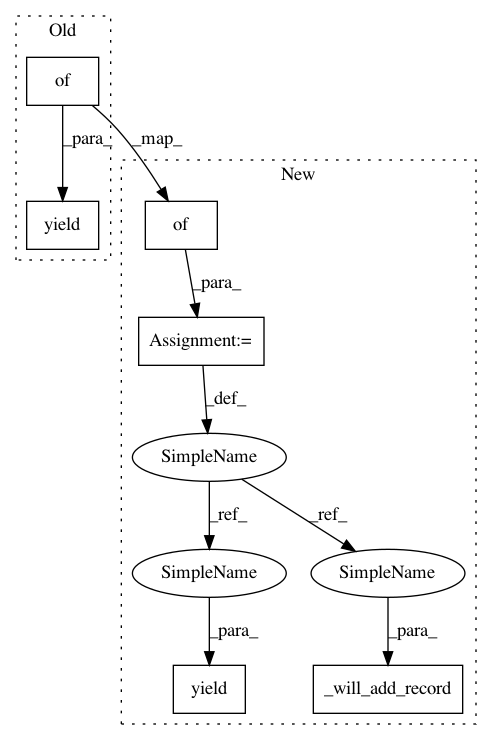 Old
of
_para_
_map_
New
yield
of
_para_
Assignment:=
_def_
SimpleName
_ref_
_ref_
SimpleName
SimpleName
_para_
_para_
yield
_will_add_record